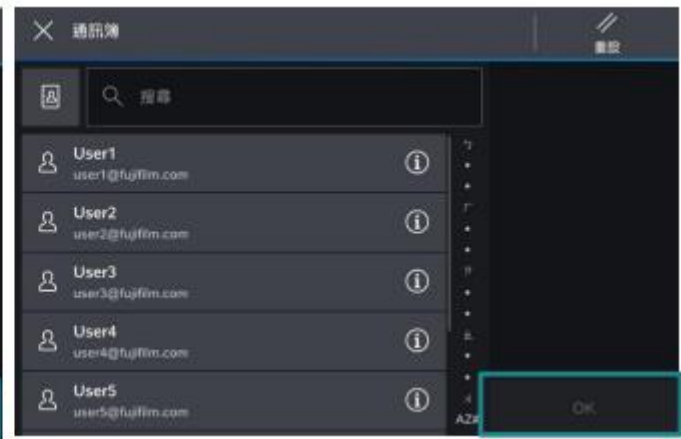 通訊簿
重設
搜尋
User1
user1@fujifilm.com
User2
user2@fujifilm.com
User3
user3@fujifilm.com
User4
user4@fujifilm.com
User5
user5@fujifilm.com
ㄅ
ㄏ
AZ#
OK